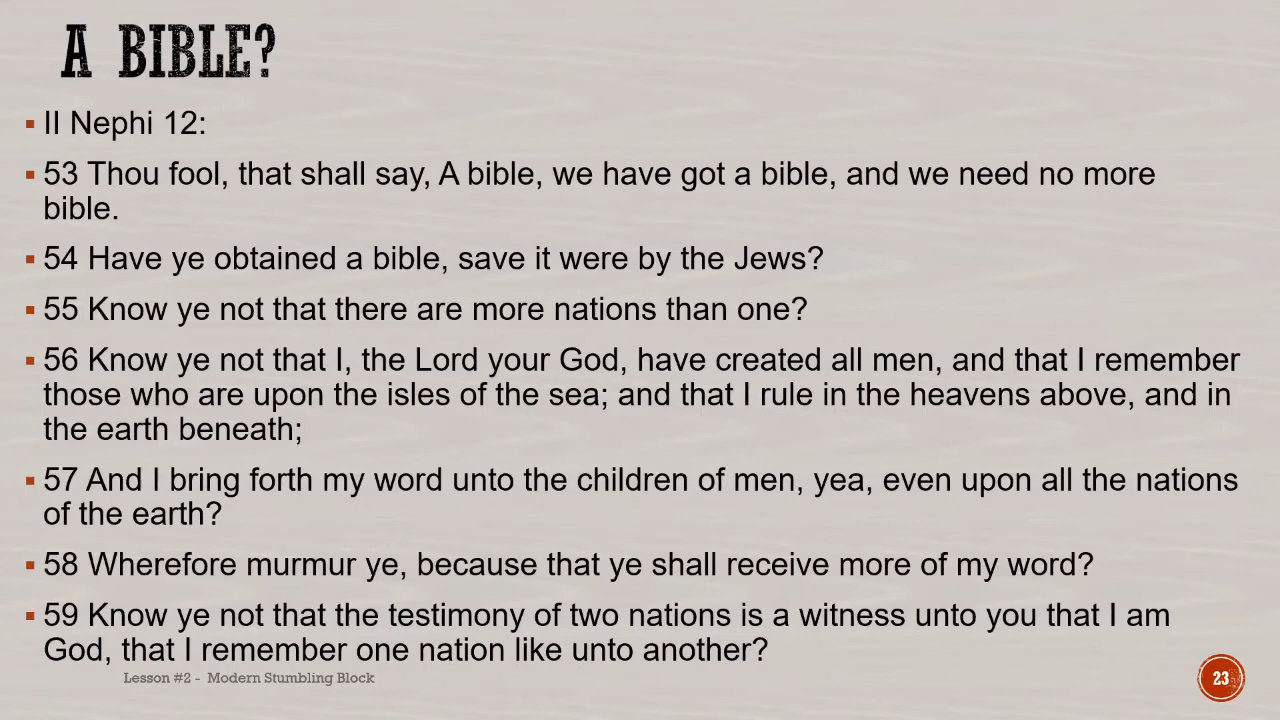 A BIBLE?
▪ II Nephi 12:
▪ 53 Thou fool, that shall say, A bible, we have got a bible, and we need no more
bible.
▪ 54 Have ye obtained a bible, save it were by the Jews?
▪ 55 Know ye not that there are more nations than one?
▪ 56 Know ye not that I, the Lord your God, have created all men, and that I remember
those who are upon the isles of the sea; and that I rule in the heavens above, and in
the earth beneath;
▪ 57 And I bring forth my word unto the children of men, yea, even upon all the nations
of the earth?
▪ 58 Wherefore murmur ye, because that ye shall receive more of my word?
▪ 59 Know ye not that the testimony of two nations is a witness unto you that I am
God, that I remember one nation like unto another?
Lesson #2 - Modern Stumbling Block
23